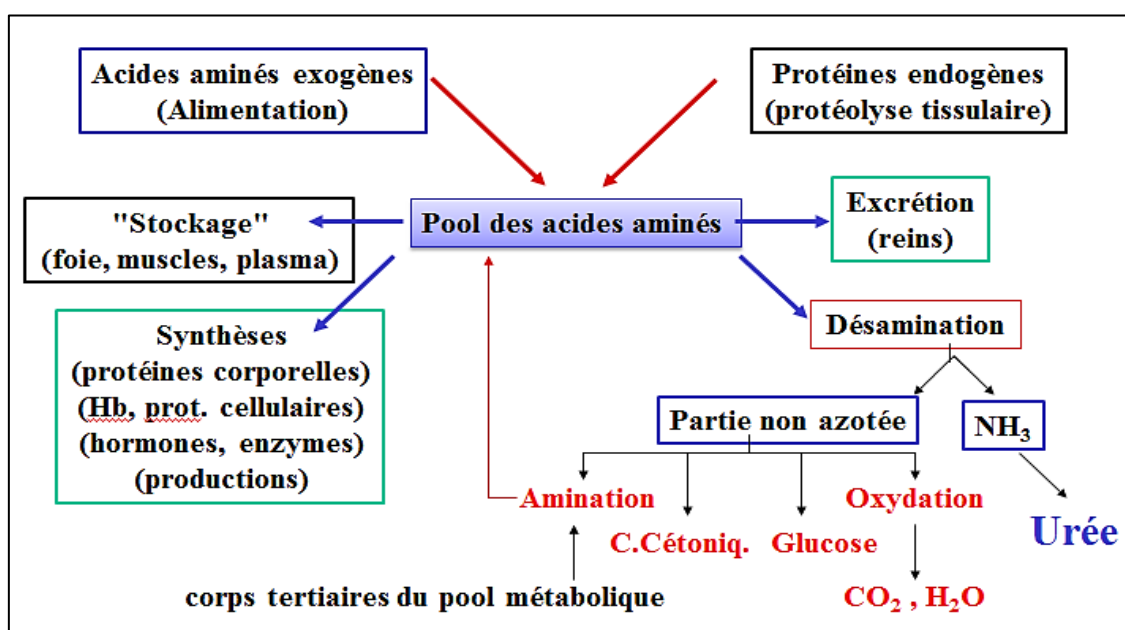 Acides aminés exogènes
(Alimentation)
Protéines endogènes
(protéolyse tissulaire)
"Stockage"
(foie, muscles, plasma)
Pool des acides aminés
Excrétion
(reins)
Synthèses
(protéines corporelles)
(Hb, prot. cellulaires)
(hormones, enzymes)
(productions)
Désamination
Partie non azotée
NH₃
Amination
Oxydation
C.Cétoniq.
Glucose
Urée
corps tertiaires du pool métabolique
CO₂ , H₂O